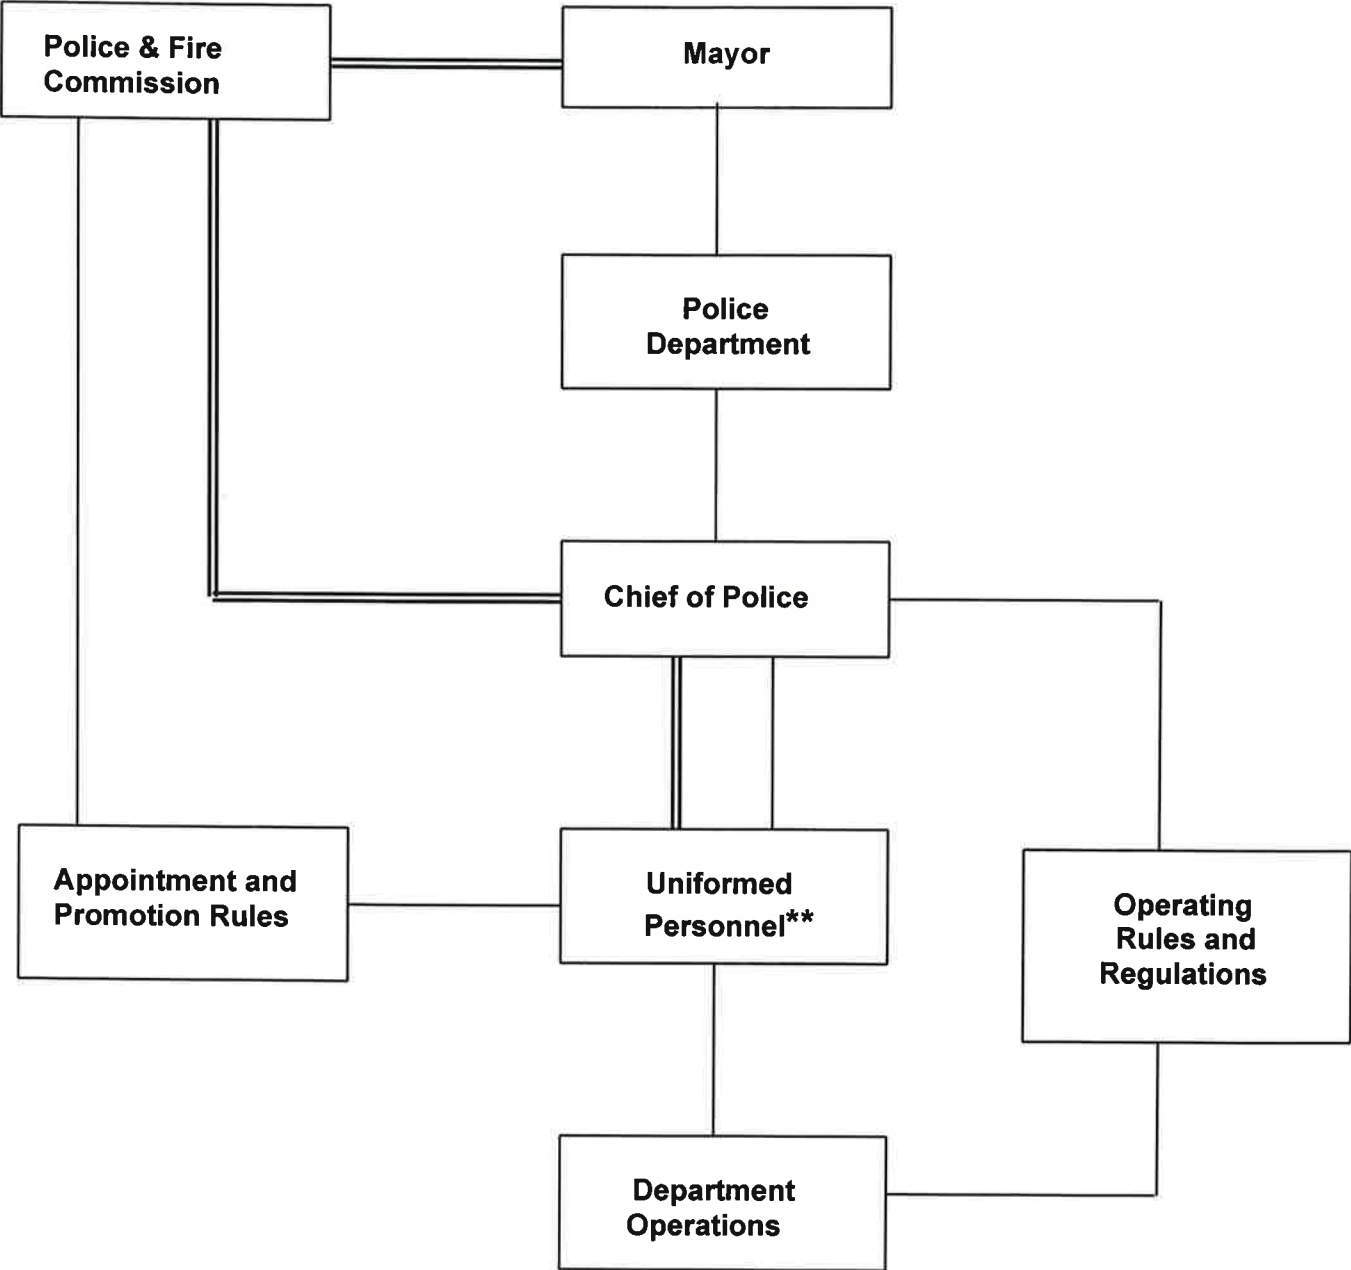 Police & Fire
Commission
Mayor
Police
Department
Chief of Police
Appointment and
Promotion Rules
Uniformed
Personnel**
Operating
Rules and
Regulations
Department
Operations